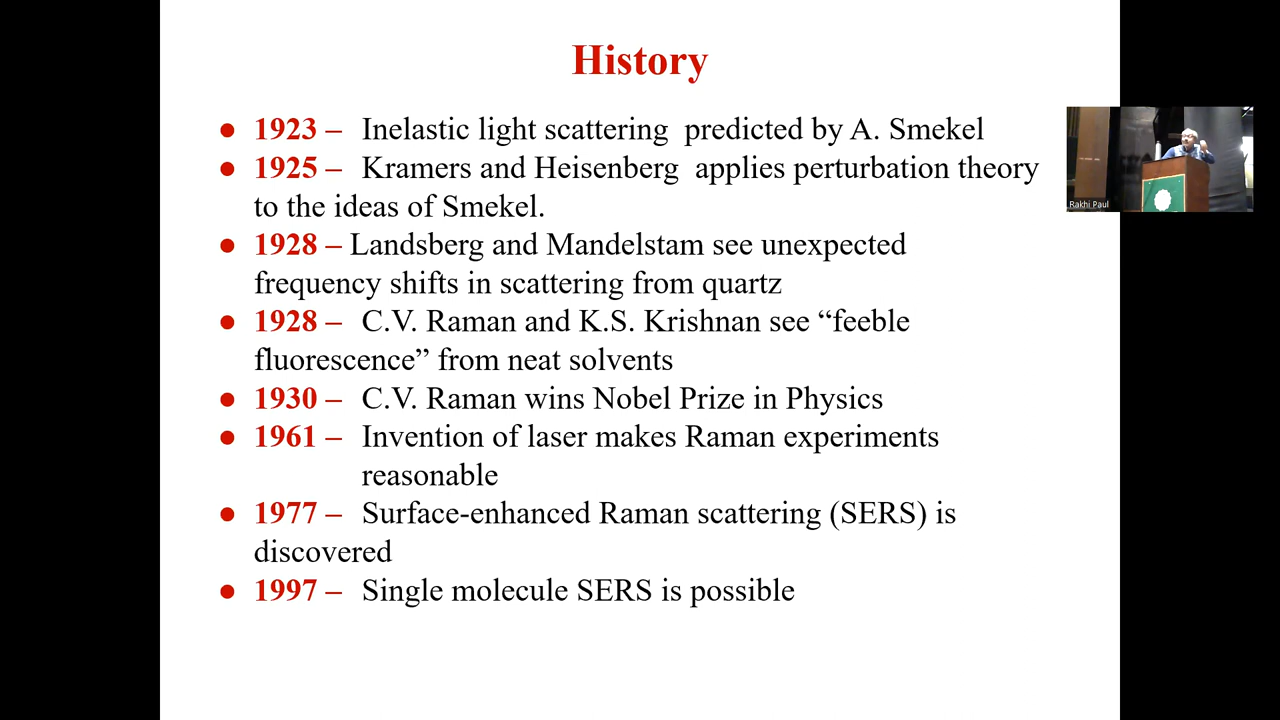 History
● 1923 – Inelastic light scattering predicted by A. Smekel
● 1925 – Kramers and Heisenberg applies perturbation theory
to the ideas of Smekel.
● 1928 – Landsberg and Mandelstam see unexpected
frequency shifts in scattering from quartz
● 1928 – C.V. Raman and K.S. Krishnan see “feeble
fluorescence” from neat solvents
● 1930 – C.V. Raman wins Nobel Prize in Physics
● 1961 – Invention of laser makes Raman experiments
reasonable
● 1977 – Surface-enhanced Raman scattering (SERS) is
discovered
● 1997 – Single molecule SERS is possible
Rakhi Paul